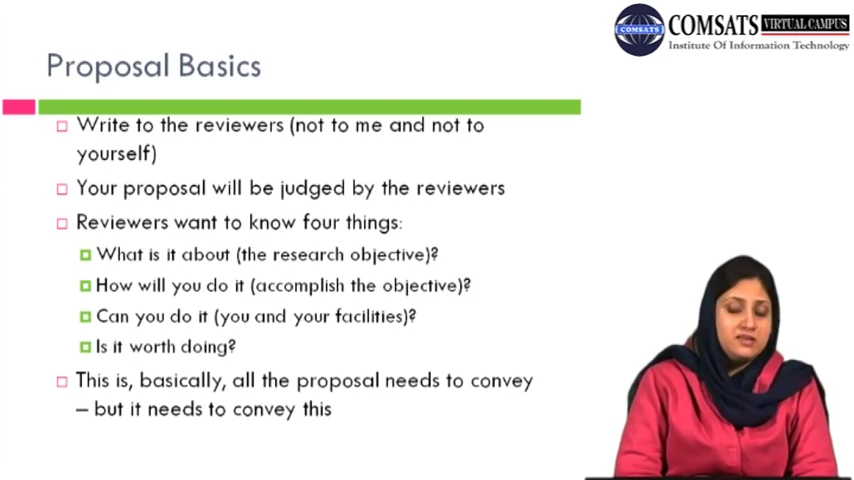 COMSATS
COMSATS VIRTUAL CAMPUS
Institute Of Information Technology
Proposal Basics
Write to the reviewers (not to me and not to
yourself)
Your proposal will be judged by the reviewers
Reviewers want to know four things:
What is it about (the research objective)?
How will you do it (accomplish the objective)?
Can you do it (you and your facilities)?
Is it worth doing?
This is, basically, all the proposal needs to convey
– but it needs to convey this